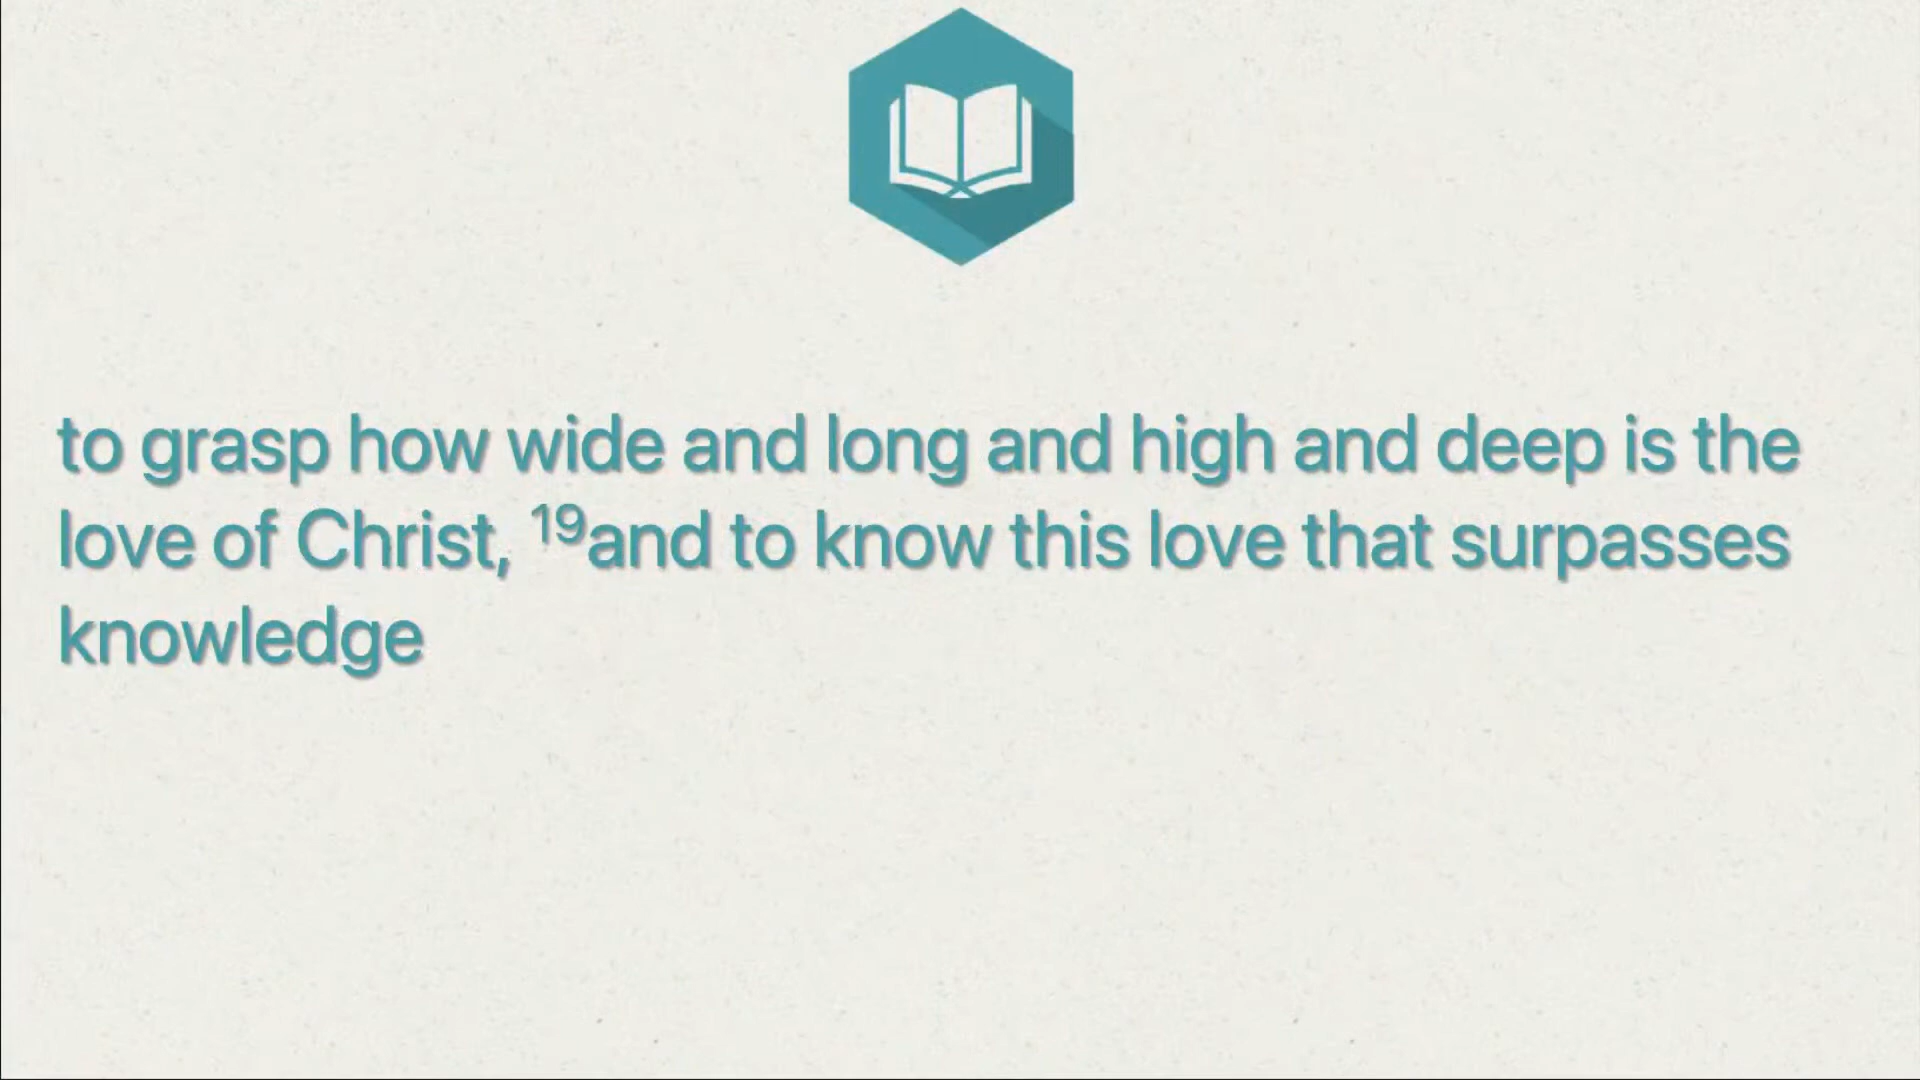 to grasp how wide and long and high and deep is the
love of Christ, ¹⁹and to know this love that surpasses
knowledge